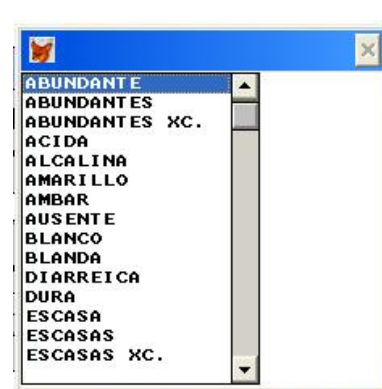 ABUNDANTE
ABUNDANTES
ABUNDANTES XC.
ACIDA
ALCALINA
AMARILLO
AMBAR
AUSENTE
BLANCO
BLANDA
DIARREICA
DURA
ESCASA
ESCASAS
ESCASAS XC.